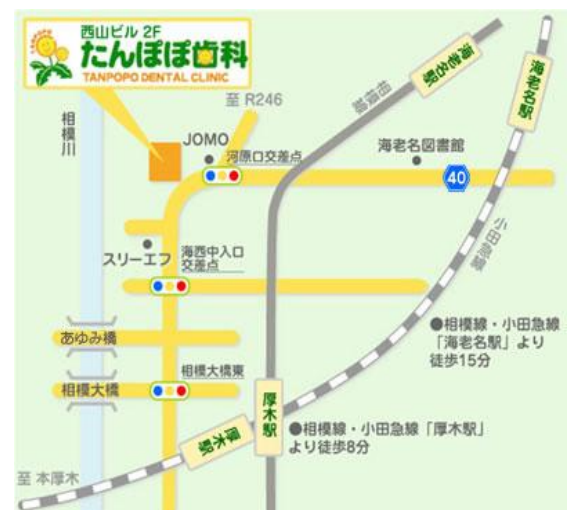 西山ビル 2F
たんぽぽ歯科
TANPOPO DENTAL CLINIC
TANPOPO
至 R246
相模線
海老名駅
海老名駅
相模川
JOMO
河原口交差点
海老名図書館
40
小田急線
スリーエフ
海西中入口
交差点
あゆみ橋
●相模線・小田急線
「海老名駅」より
徒歩15分
相模大橋
相模大橋東
厚木駅
厚木駅
●相模線・小田急線「厚木駅」
より徒歩8分
至 本厚木